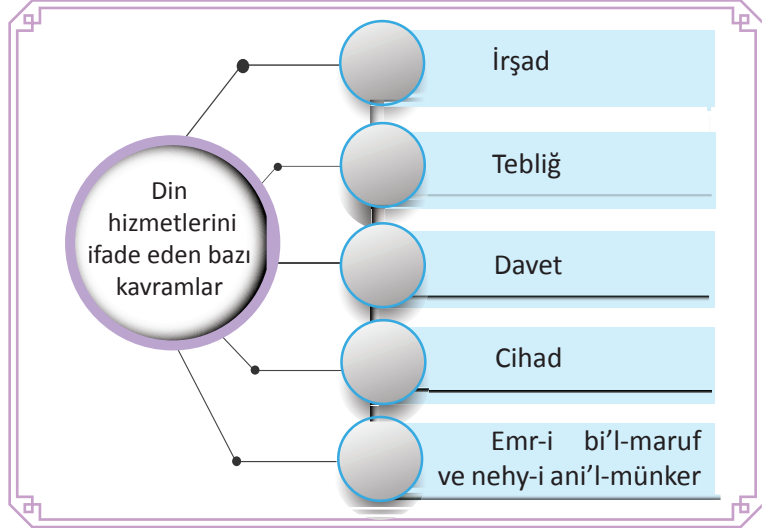 Din
hizmetlerini
ifade eden bazı
kavramlar
İrşad
Tebliğ
Davet
Cihad
Emr-i bi’l-maruf
ve nehy-i ani’l-münker